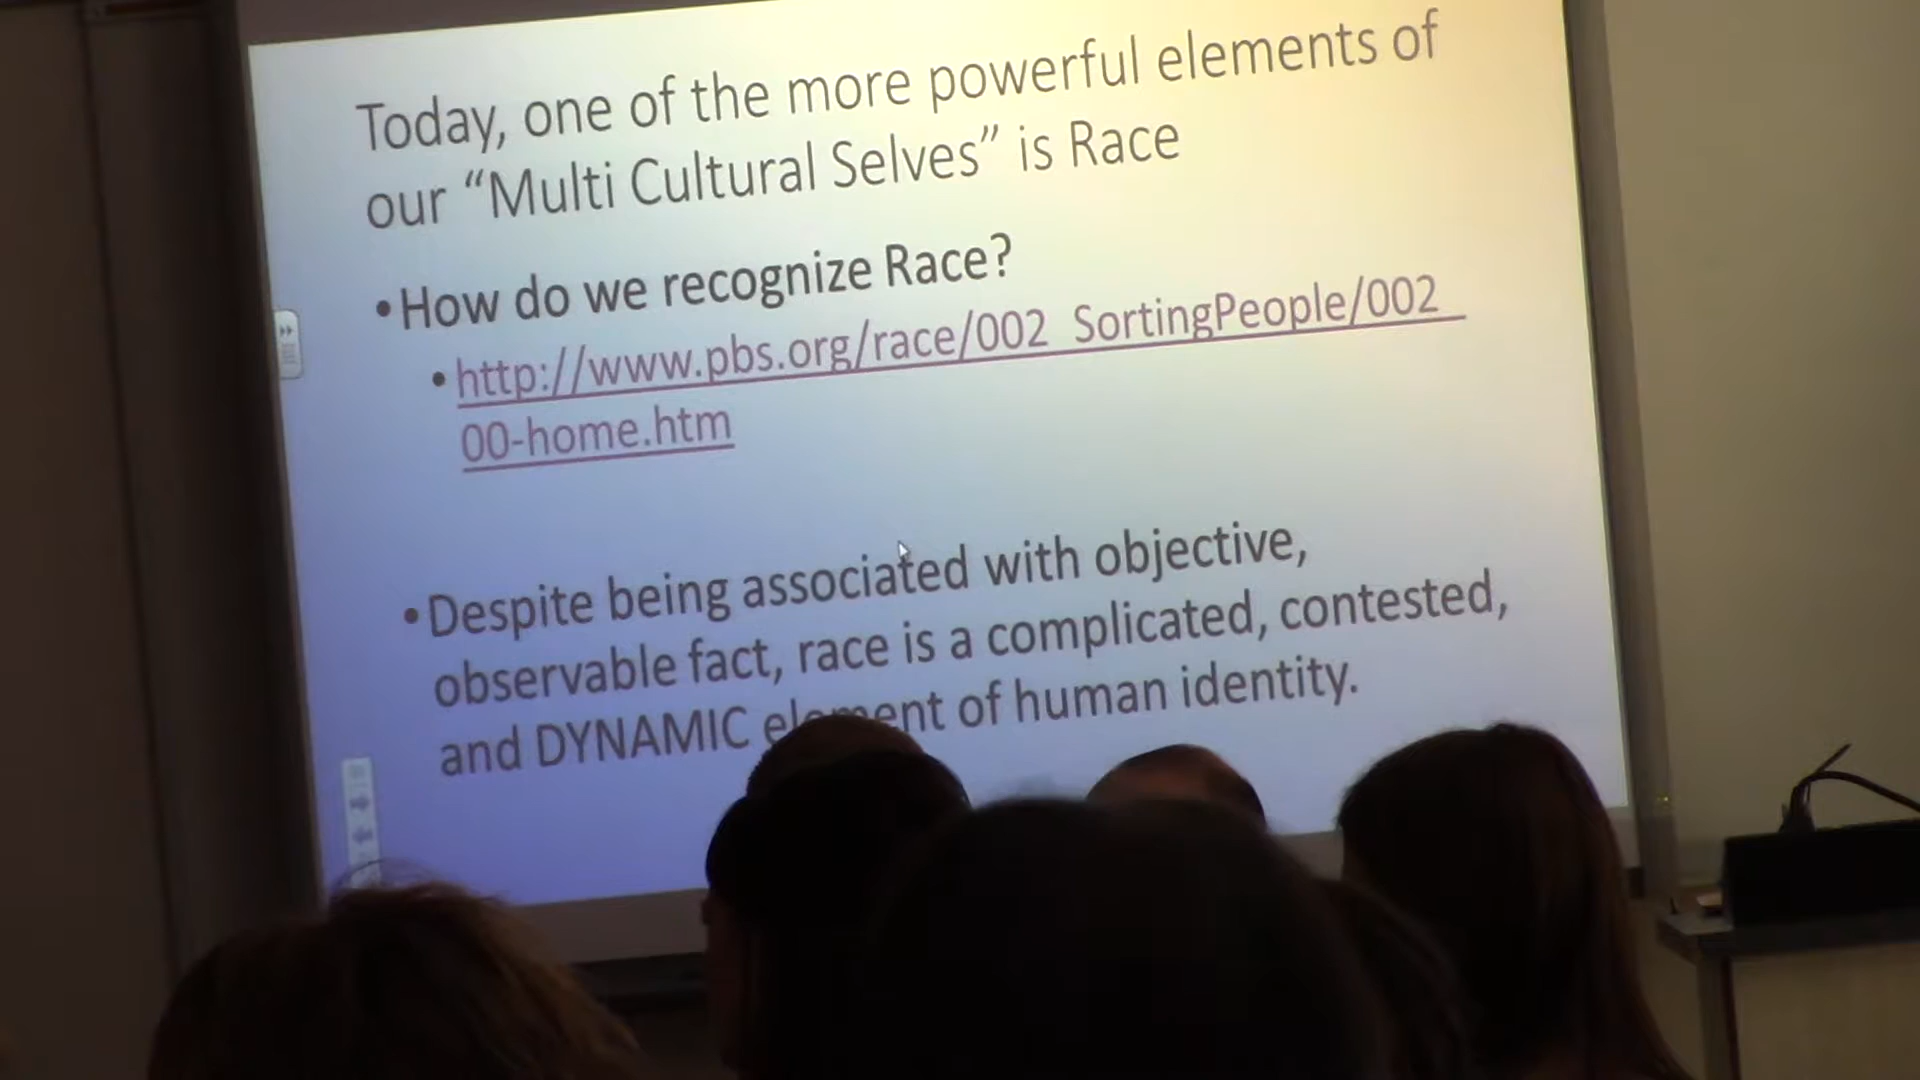 Today, one of the more powerful elements of
our “Multi Cultural Selves” is Race
•How do we recognize Race?
•http://www.pbs.org/race/002_SortingPeople/002_
00-home.htm
•Despite being associated with objective,
observable fact, race is a complicated, contested,
and DYNAMIC element of human identity.